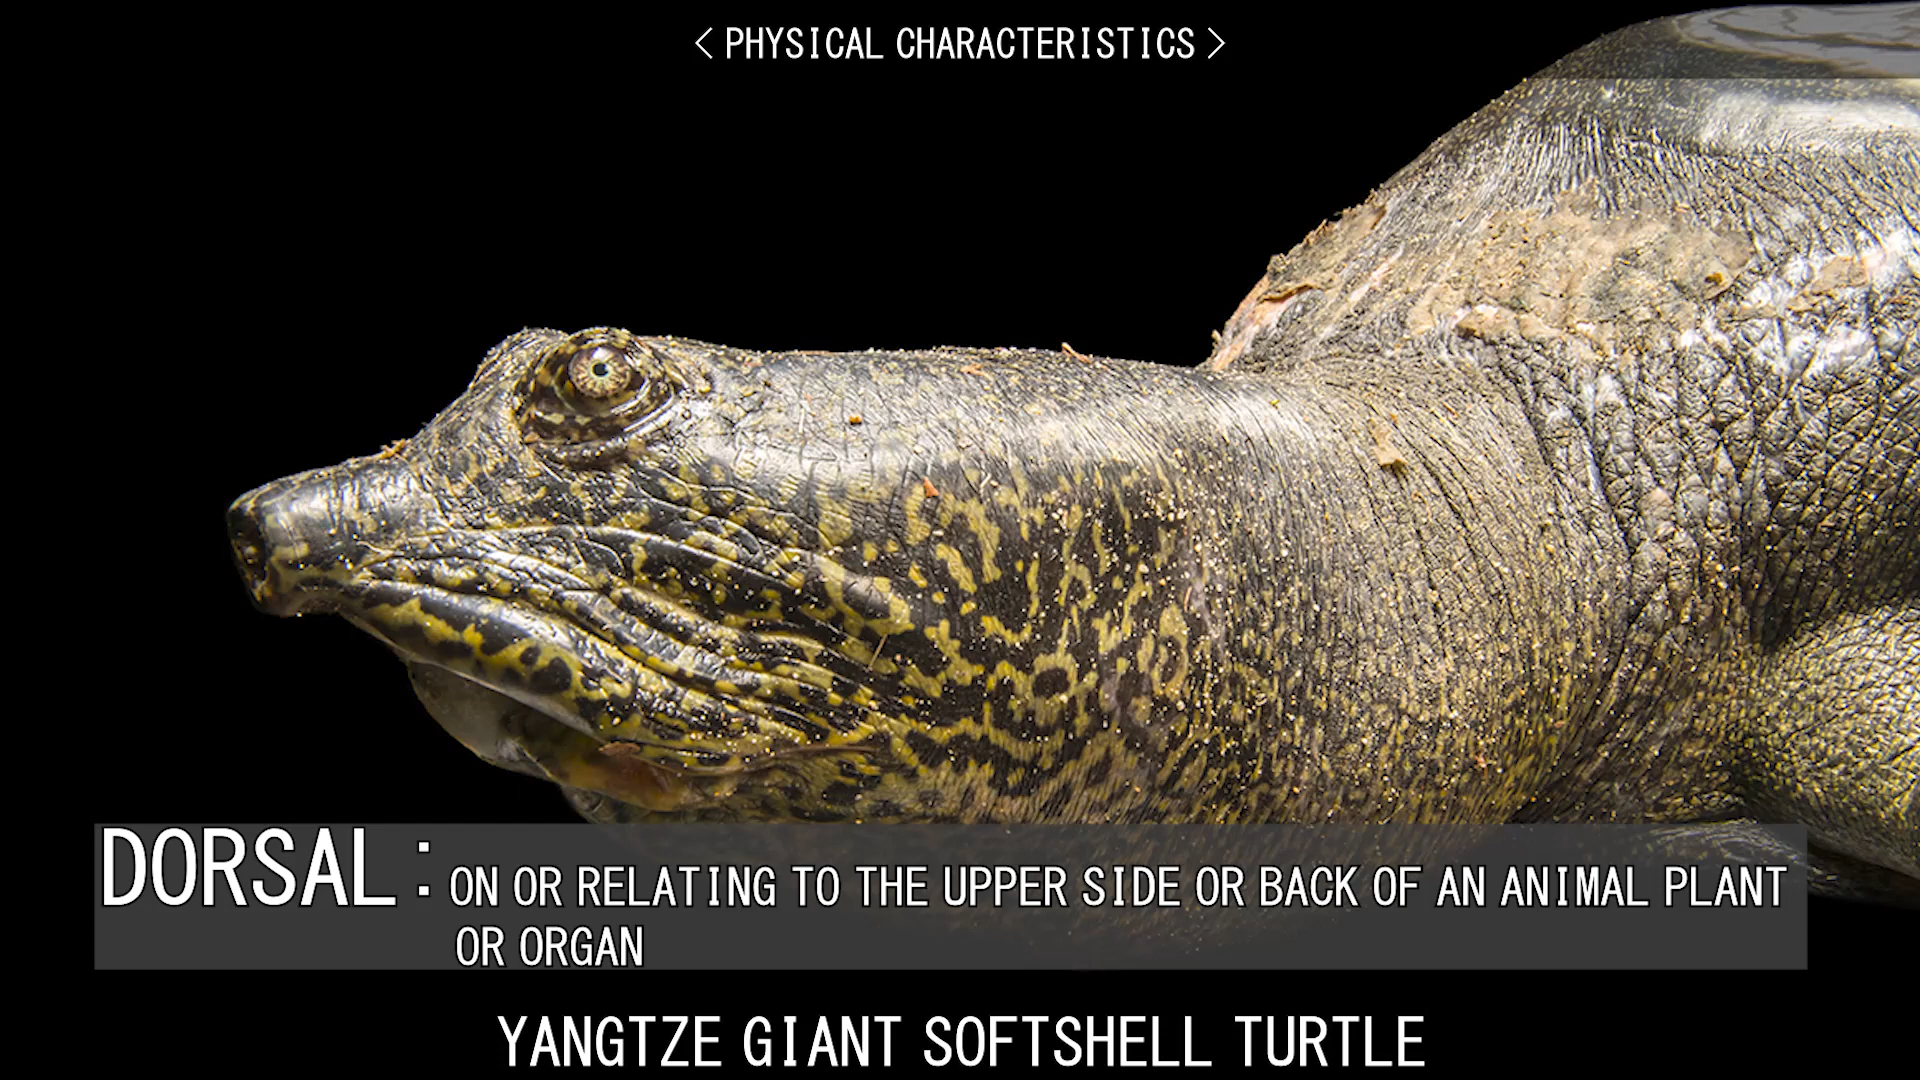 < PHYSICAL CHARACTERISTICS >
DORSAL: ON OR RELATING TO THE UPPER SIDE OR BACK OF AN ANIMAL PLANT
OR ORGAN
YANGTZE GIANT SOFTSHELL TURTLE